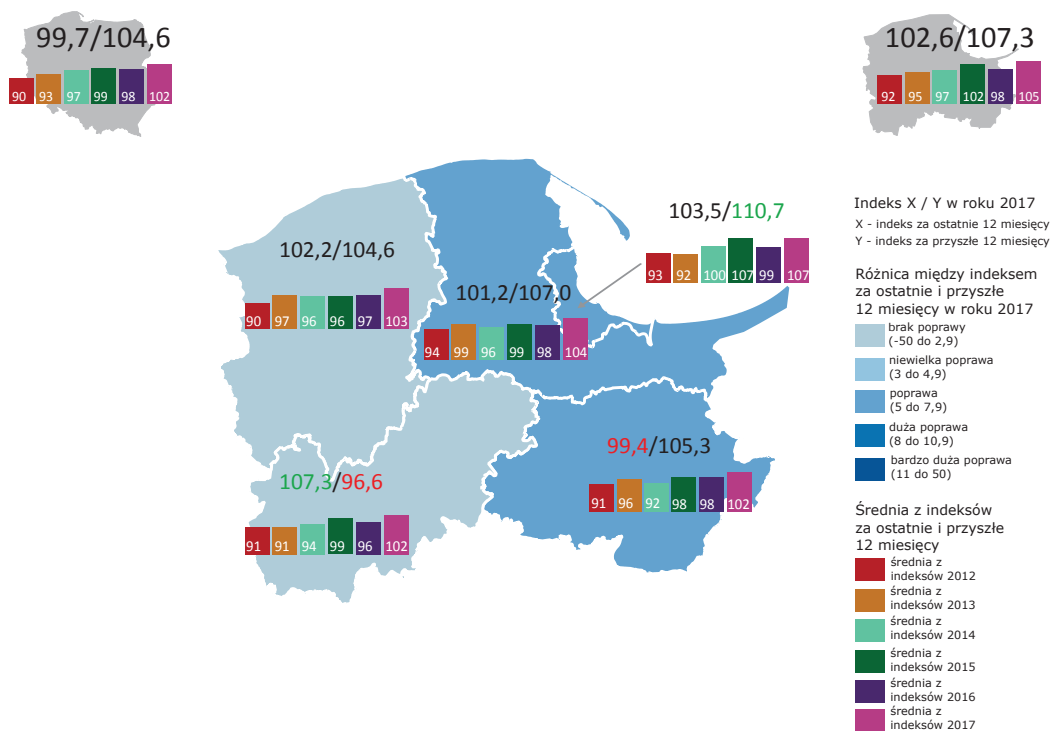 99,7/104,6
90 93 97 99 98 102
102,6/107,3
92 95 97 102 98 105
103,5/110,7
93 92 100 107 99 107
102,2/104,6
90 97 96 96 97 103
101,2/107,0
94 99 96 99 98 104
99,4/105,3
91 96 92 98 98 102
107,3/96,6
91 91 94 99 96 102
Indeks X / Y w roku 2017
X - indeks za ostatnie 12 miesięcy
Y - indeks za przyszłe 12 miesięcy
Różnica między indeksem
za ostatnie i przyszłe
12 miesięcy w roku 2017
brak poprawy
(-50 do 2,9)
niewielka poprawa
(3 do 4,9)
poprawa
(5 do 7,9)
duża poprawa
(8 do 10,9)
bardzo duża poprawa
(11 do 50)
Średnia z indeksów
za ostatnie i przyszłe
12 miesięcy
średnia z
indeksów 2012
średnia z
indeksów 2013
średnia z
indeksów 2014
średnia z
indeksów 2015
średnia z
indeksów 2016
średnia z
indeksów 2017